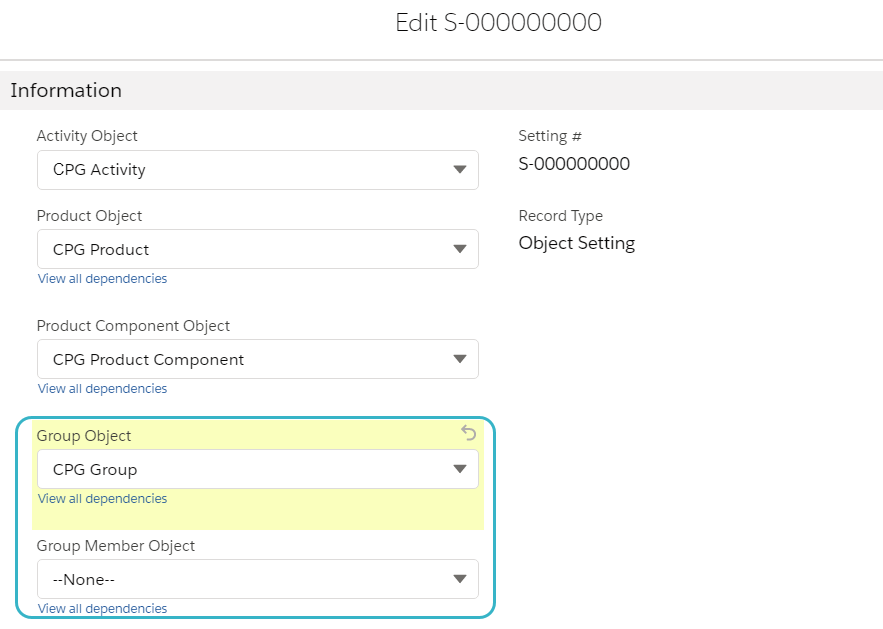 Edit S-000000000
Information
Activity Object
CPG Activity
Setting #
S-000000000
Product Object
CPG Product
View all dependencies
Record Type
Object Setting
Product Component Object
CPG Product Component
View all dependencies
Group Object
CPG Group
View all dependencies
Group Member Object
--None--
View all dependencies